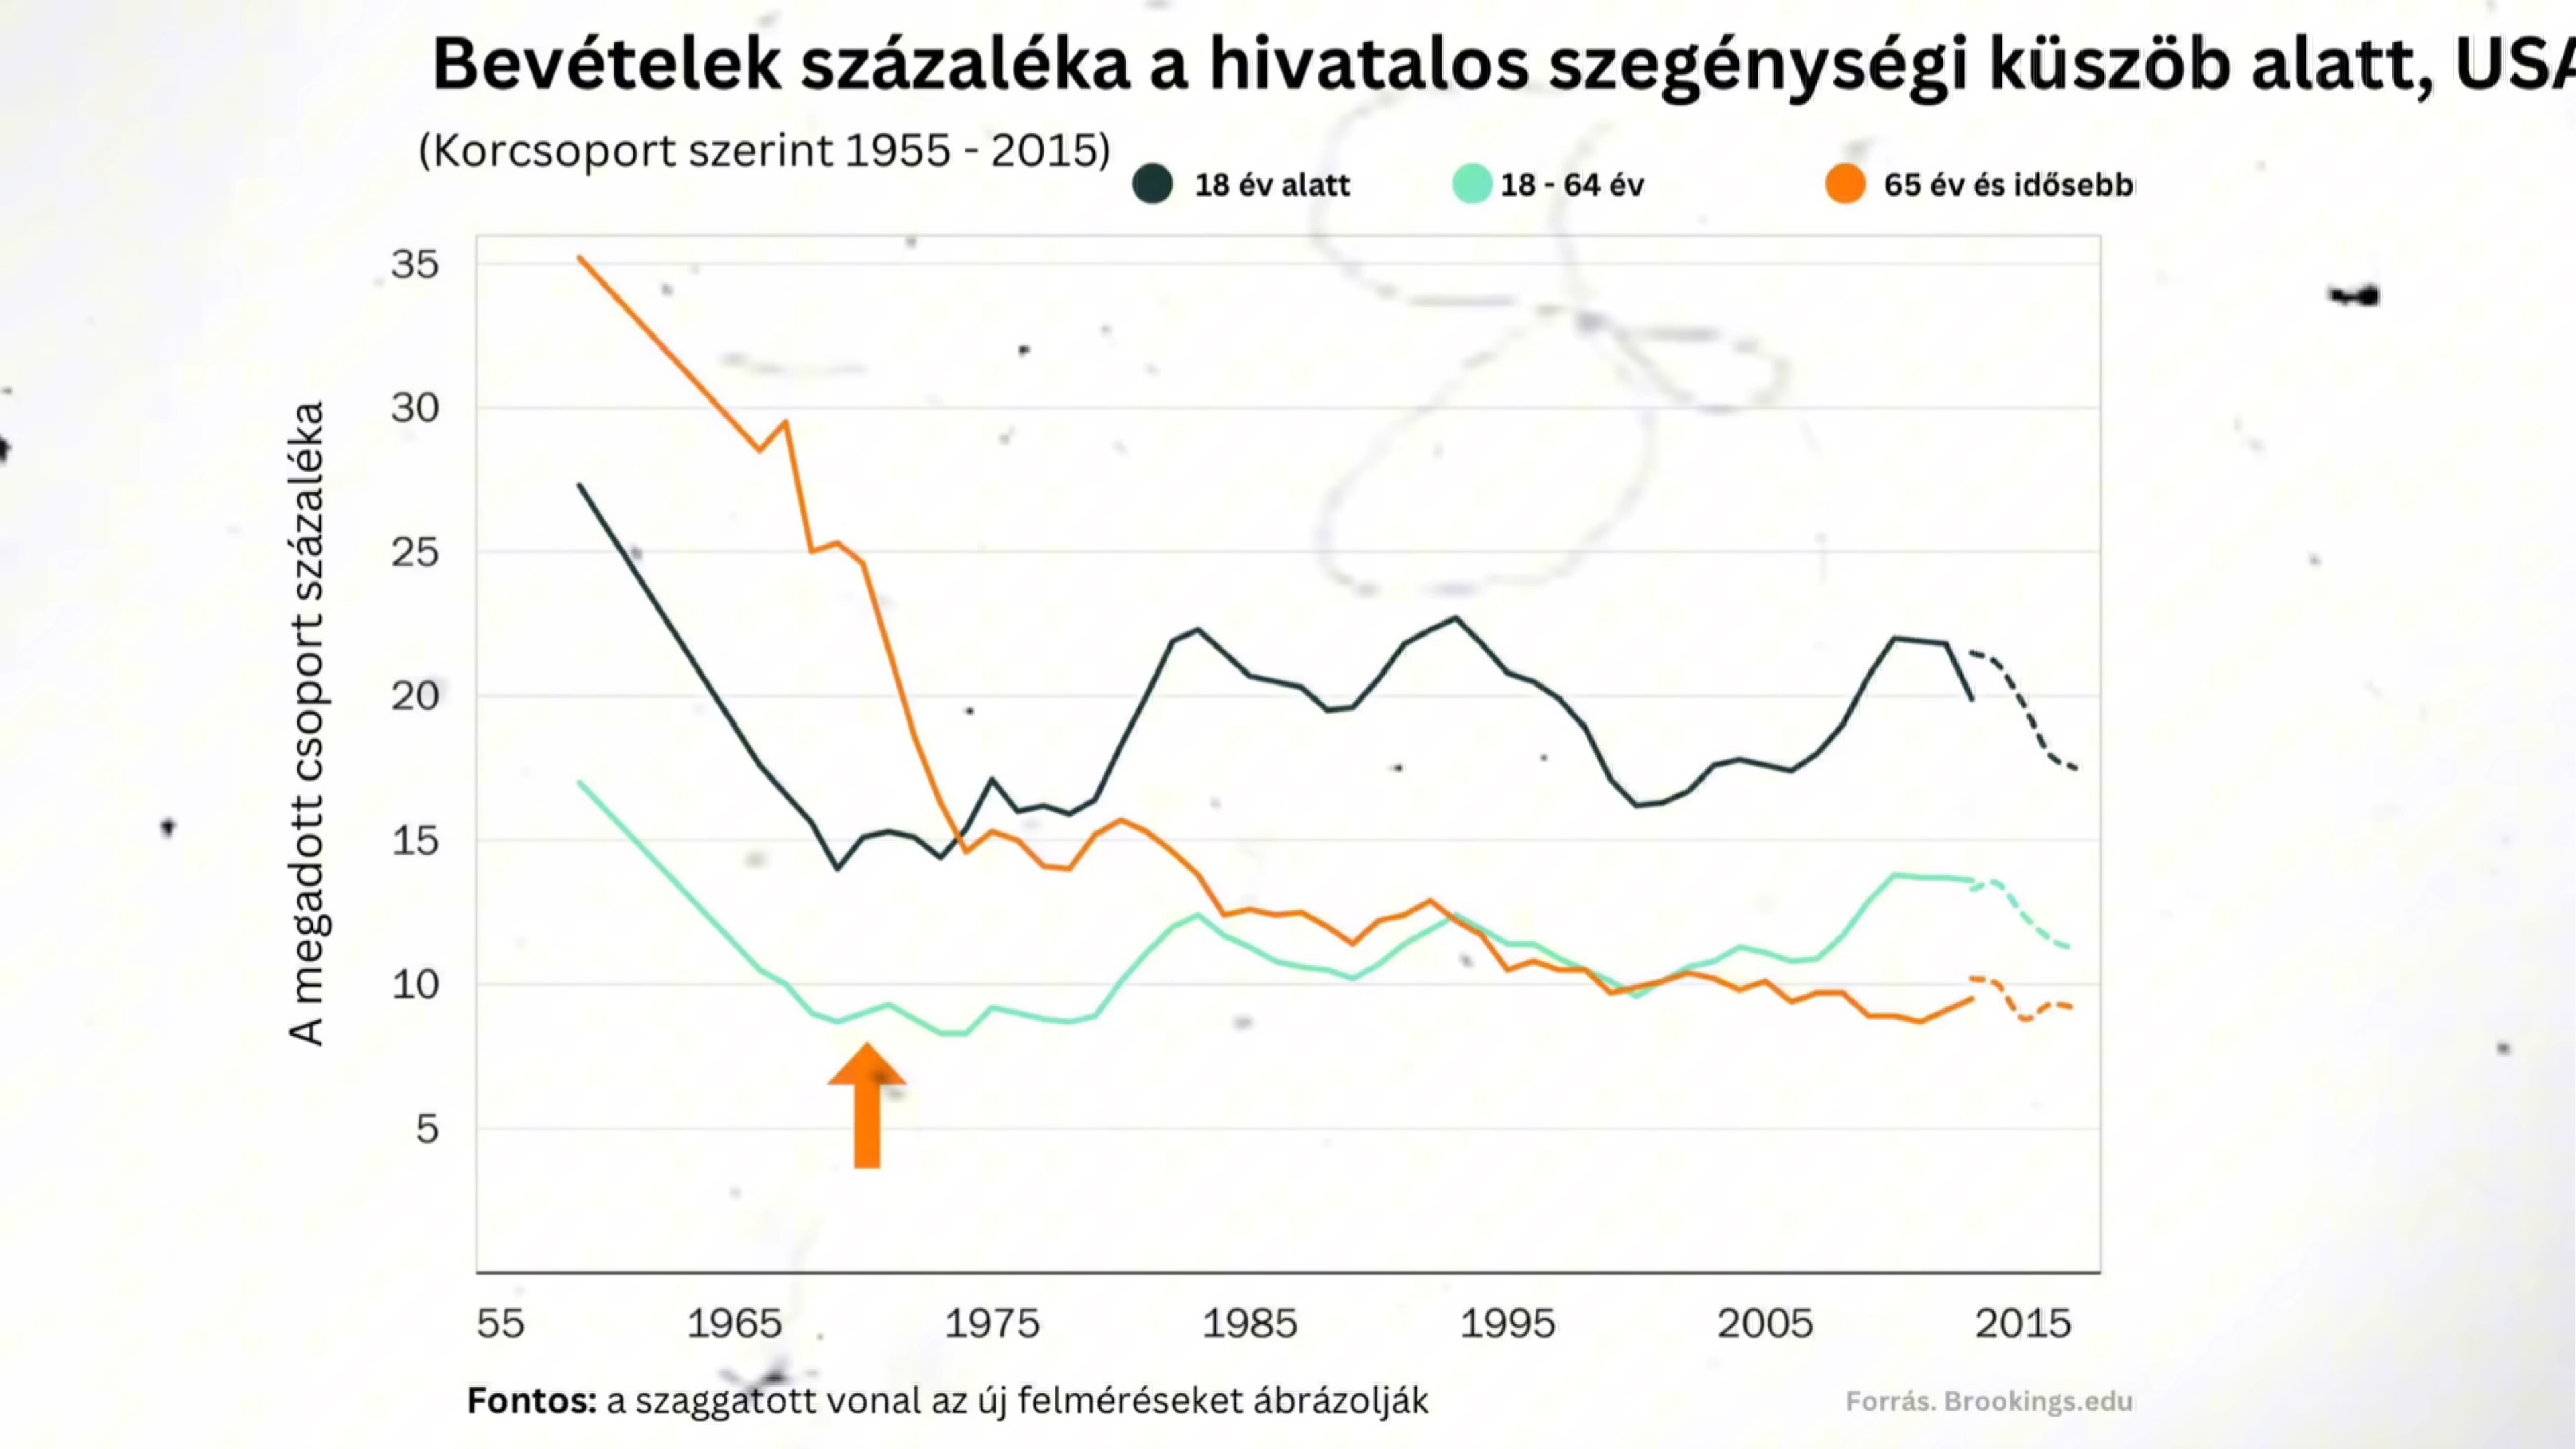 Bevételek százaléka a hivatalos szegénységi küszöb alatt, USA
(Korcsoport szerint 1955 - 2015)
18 év alatt
18 - 64 év
65 év és idősebb
A megadott csoport százaléka
35
30
25
20
15
10
5
55
1965
1975
1985
1995
2005
2015
Fontos: a szaggatott vonal az új felméréseket ábrázolják
Forrás. Brookings.edu